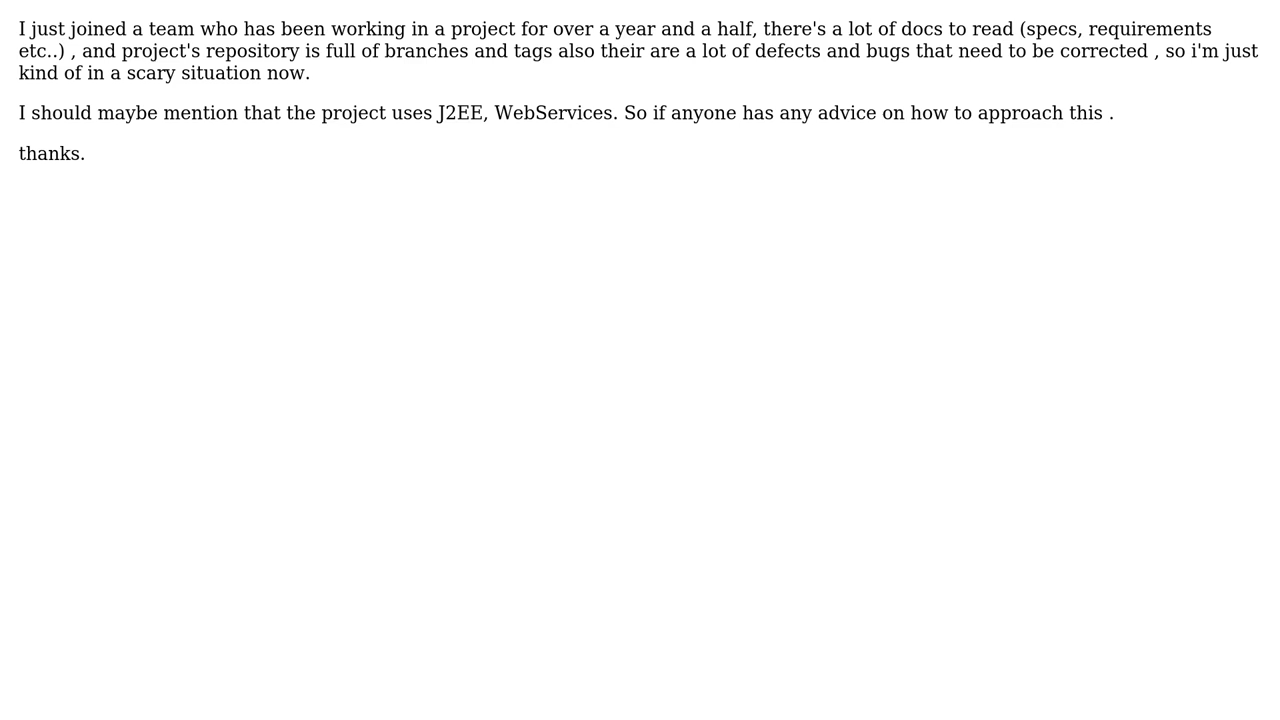 I just joined a team who has been working in a project for over a year and a half, there's a lot of docs to read (specs, requirements
etc..) , and project's repository is full of branches and tags also their are a lot of defects and bugs that need to be corrected , so i'm just
kind of in a scary situation now.
I should maybe mention that the project uses J2EE, WebServices. So if anyone has any advice on how to approach this .
thanks.